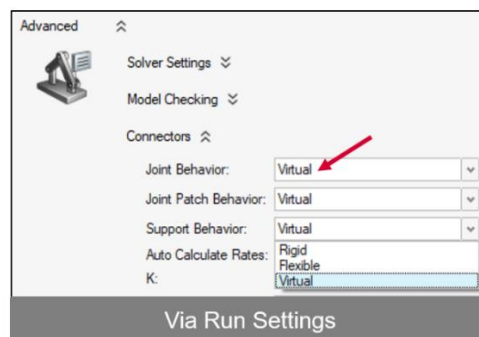 Advanced
Solver Settings
Model Checking
Connectors
Joint Behavior: Virtual
Joint Patch Behavior: Virtual
Support Behavior: Virtual
Auto Calculate Rates: Rigid
Flexible
K: Virtual
Via Run Settings